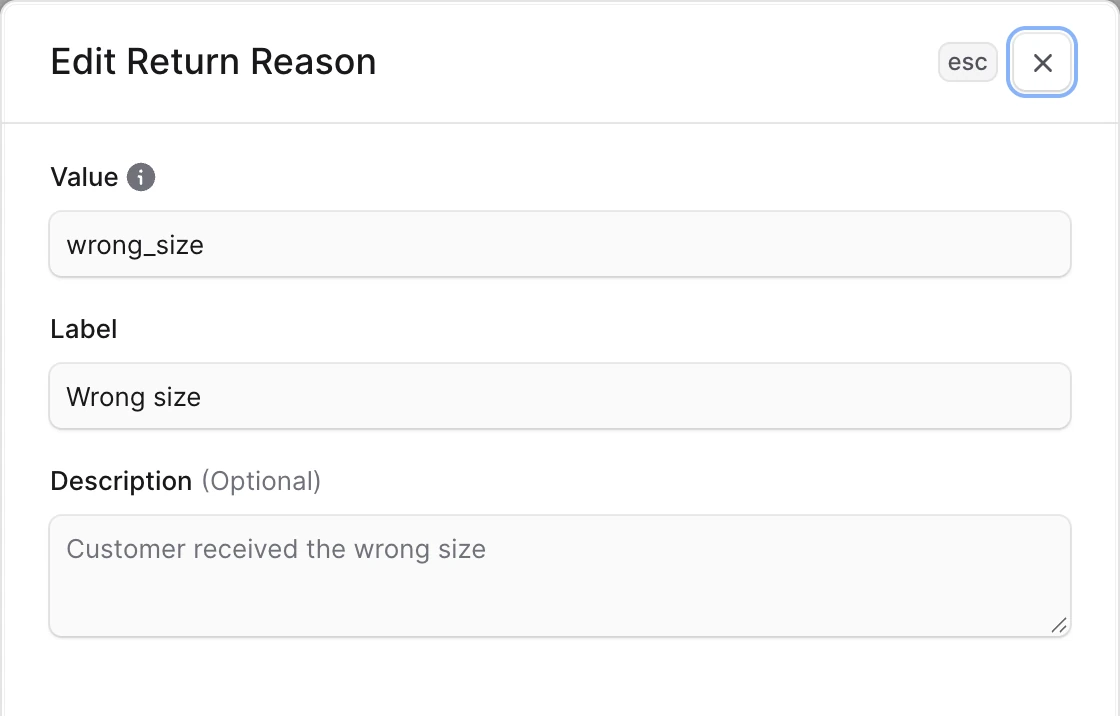 Edit Return Reason esc
Value
wrong_size
Label
Wrong size
Description (Optional)
Customer received the wrong size